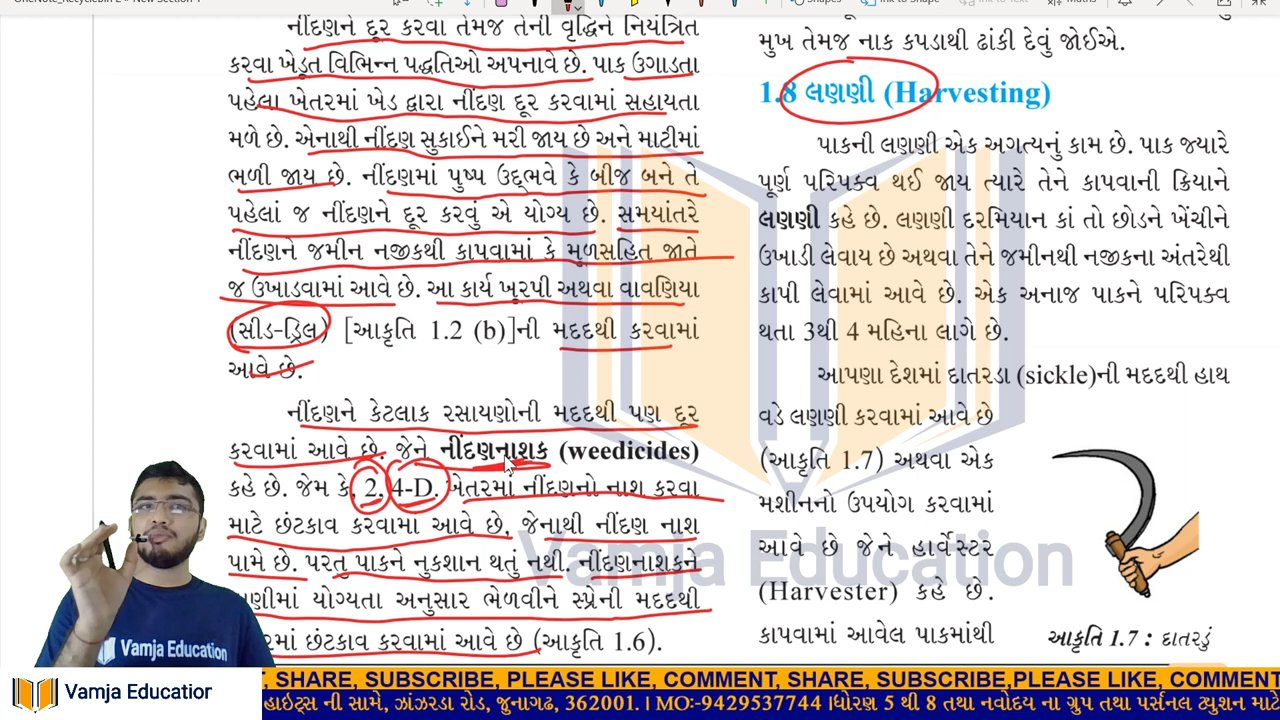 નીંદણને દૂર કરવા તેમજ તેની વૃદ્ધિને નિયંત્રિત
કરવા ખેડૂત વિભિન્ન પદ્ધતિઓ અપનાવે છે. પાક ઉગાડતા
પહેલા ખેતરમાં ખેડ દ્વારા નીંદણ દૂર કરવામાં સહાયતા
મળે છે. એનાથી નીંદણ સુકાઈને મરી જાય છે અને માટીમાં
ભળી જાય છે. નીંદણમાં પુષ્પ ઉદ્ભવે કે બીજ બને તે
પહેલાં જ નીંદણને દૂર કરવું એ યોગ્ય છે. સમયાંતરે
નીંદણને જમીન નજીકથી કાપવામાં કે મૂળસહિત જાતે
જ ઉખાડવામાં આવે છે. આ કાર્ય ખૂરપી અથવા વાવણિયા
(સીડ-ડ્રિલ) [આકૃતિ 1.2 (b)]ની મદદથી કરવામાં
આવે છે.
નીંદણને કેટલાક રસાયણોની મદદથી પણ દૂર
કરવામાં આવે છે. જેને નીંદણનાશક (weedicides)
કહે છે. જેમ કે, 2, 4-D. ખેતરમાં નીંદણનો નાશ કરવા
માટે છંટકાવ કરવામાં આવે છે, જેનાથી નીંદણ નાશ
પામે છે. પરંતુ પાકને નુકશાન થતું નથી. નીંદણનાશકને
યોગ્યતા અનુસાર ભેળવીને સ્પ્રેની મદદથી
છંટકાવ કરવામાં આવે છે (આકૃતિ 1.6).
મુખ તેમજ નાક કપડાથી ઢાંકી દેવું જોઈએ.
1.8 લણણી (Harvesting)
પાકની લણણી એક અગત્યનું કામ છે. પાક જ્યારે
પૂર્ણ પરિપક્વ થઈ જાય ત્યારે તેને કાપવાની ક્રિયાને
લણણી કહે છે. લણણી દરમિયાન કાં તો છોડને ખેંચીને
ઉખાડી લેવાય છે અથવા તેને જમીનથી નજીકના અંતરેથી
કાપી લેવામાં આવે છે. એક અનાજ પાકને પરિપક્વ
થતા 3થી 4 મહિના લાગે છે.
આપણા દેશમાં દાતરડા (sickle)ની મદદથી હાથ
વડે લણણી કરવામાં આવે છે
(આકૃતિ 1.7) અથવા એક
મશીનનો ઉપયોગ કરવામાં
આવે છે જેને હાર્વેસ્ટર
(Harvester) કહે છે.
કાપવામાં આવેલ પાકમાંથી
આકૃતિ 1.7 : દાતરડું
Vamja Education
Vamja Education
Vamja Education
SHARE, SUBSCRIBE, PLEASE LIKE, COMMENT, SHARE, SUBSCRIBE,PLEASE LIKE, COMMENT
હાઇટ્સ ની સામે, ઝાંઝરડા રોડ, જુનાગઢ, 362001. I MO:-9429537744 |ધોરણ 5 થી 8 તથા નવોદય ના ગ્રુપ તથા પર્સનલ ટ્યુશન માટે